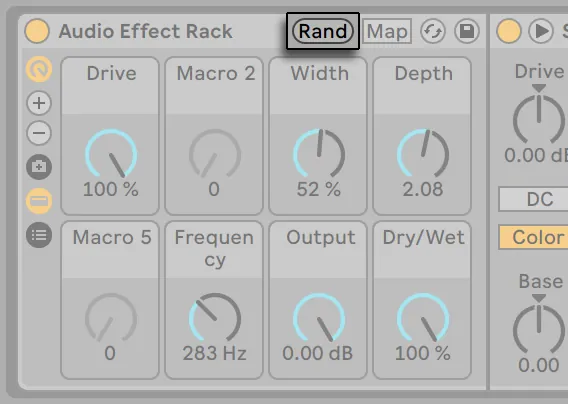 Audio Effect Rack Rand Map
Drive Macro 2 Width Depth
100 % 0 52 % 2.08
Macro 5 Frequen
cy Output Dry/Wet
0 283 Hz 0.00 dB 100 %
Drive
0.00 dB
DC
Color
Base
0.00